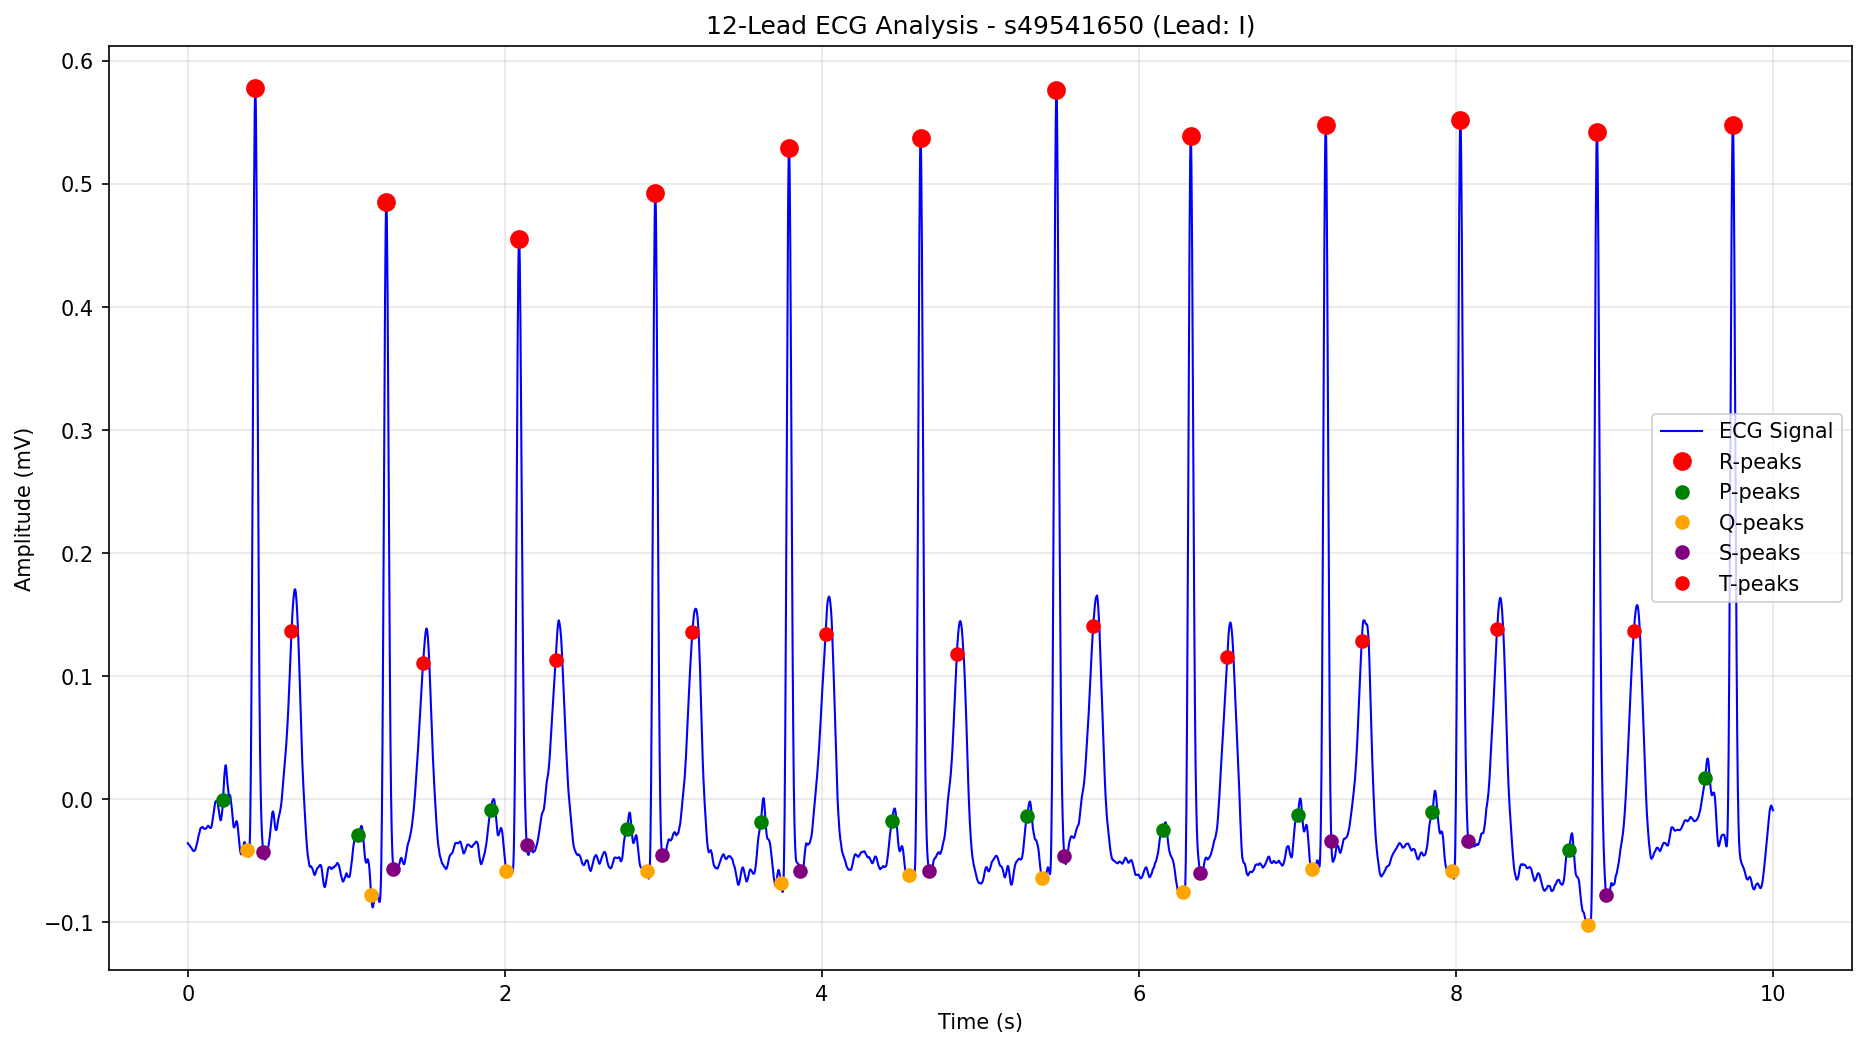 12-Lead ECG Analysis - s49541650 (Lead: I)
Amplitude (mV)
0.6
0.5
0.4
0.3
0.2
0.1
0.0
−0.1
ECG Signal
R-peaks
P-peaks
Q-peaks
S-peaks
T-peaks
0
2
4
6
8
10
Time (s)